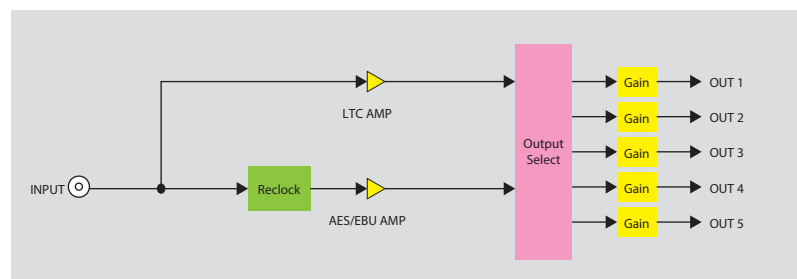 LTC AMP
INPUT
Reclock
AES/EBU AMP
Output
Select
Gain
OUT 1
Gain
OUT 2
Gain
OUT 3
Gain
OUT 4
Gain
OUT 5